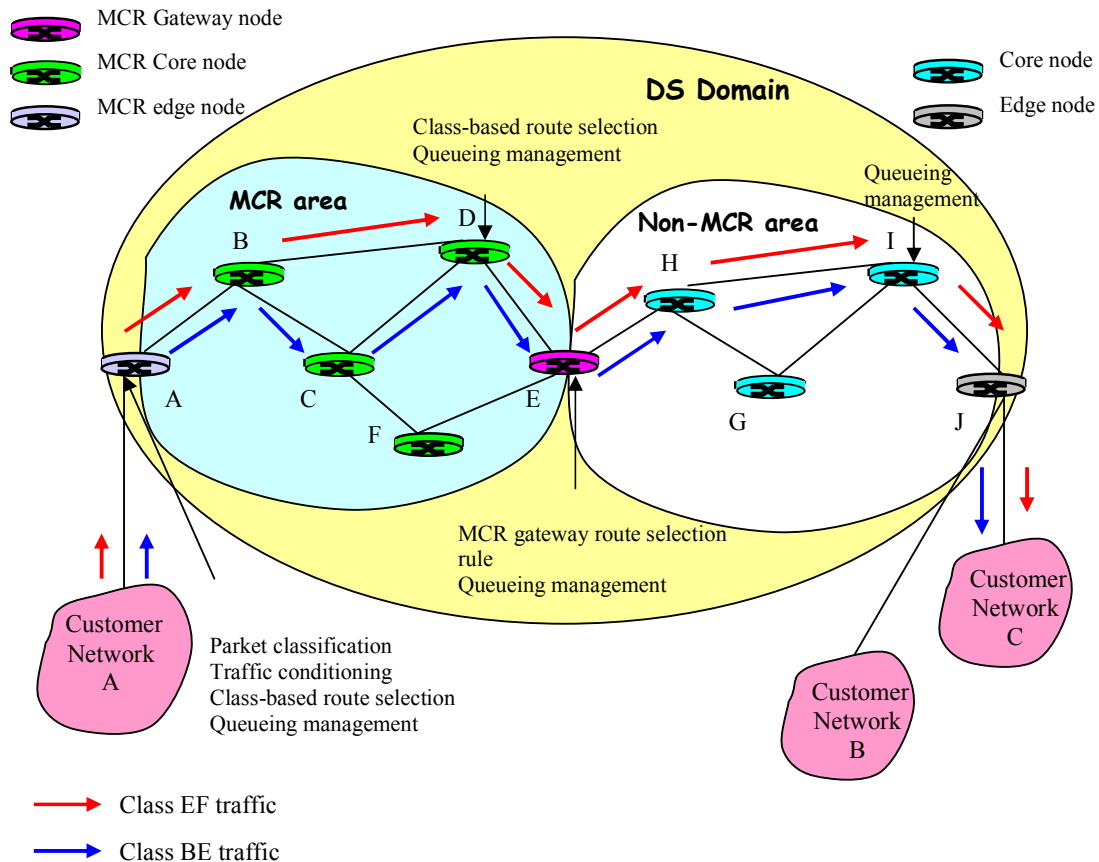 MCR Gateway node
MCR Core node
MCR edge node
Core node
Edge node
DS Domain
Class-based route selection
Queueing management
Queueing
management
MCR area
Non-MCR area
B
D
H
I
A
C
F
E
G
J
MCR gateway route selection
rule
Queueing management
Customer
Network
A
Parket classification
Traffic conditioning
Class-based route selection
Queueing management
Customer
Network
B
Customer
Network
C
Class EF traffic
Class BE traffic